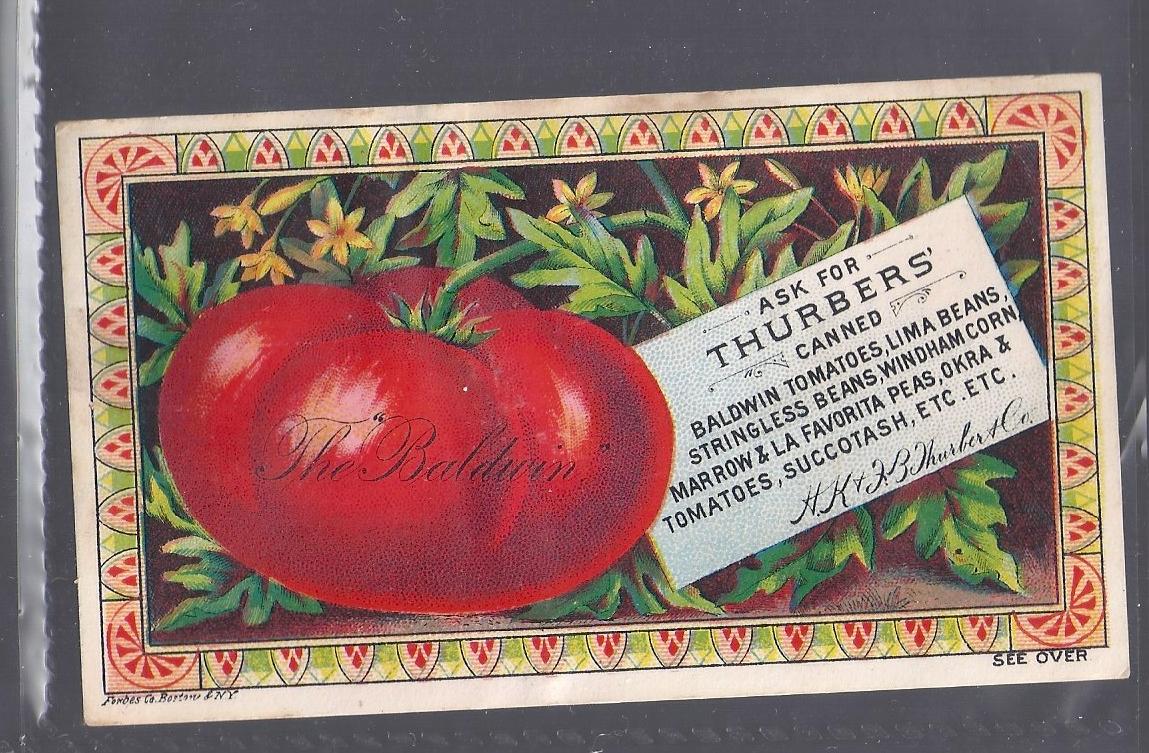 The "Baldwin"
ASK FOR
THURBERS'
CANNED
BALDWIN TOMATOES, LIMA BEANS,
STRINGLESS BEANS, WINDHAM CORN,
MARROW & LA FAVORITA PEAS, OKRA &
TOMATOES, SUCCOTASH, ETC. ETC.
H.K & F.B Thurber & Co.
SEE OVER
Forbes Co. Boston & NY